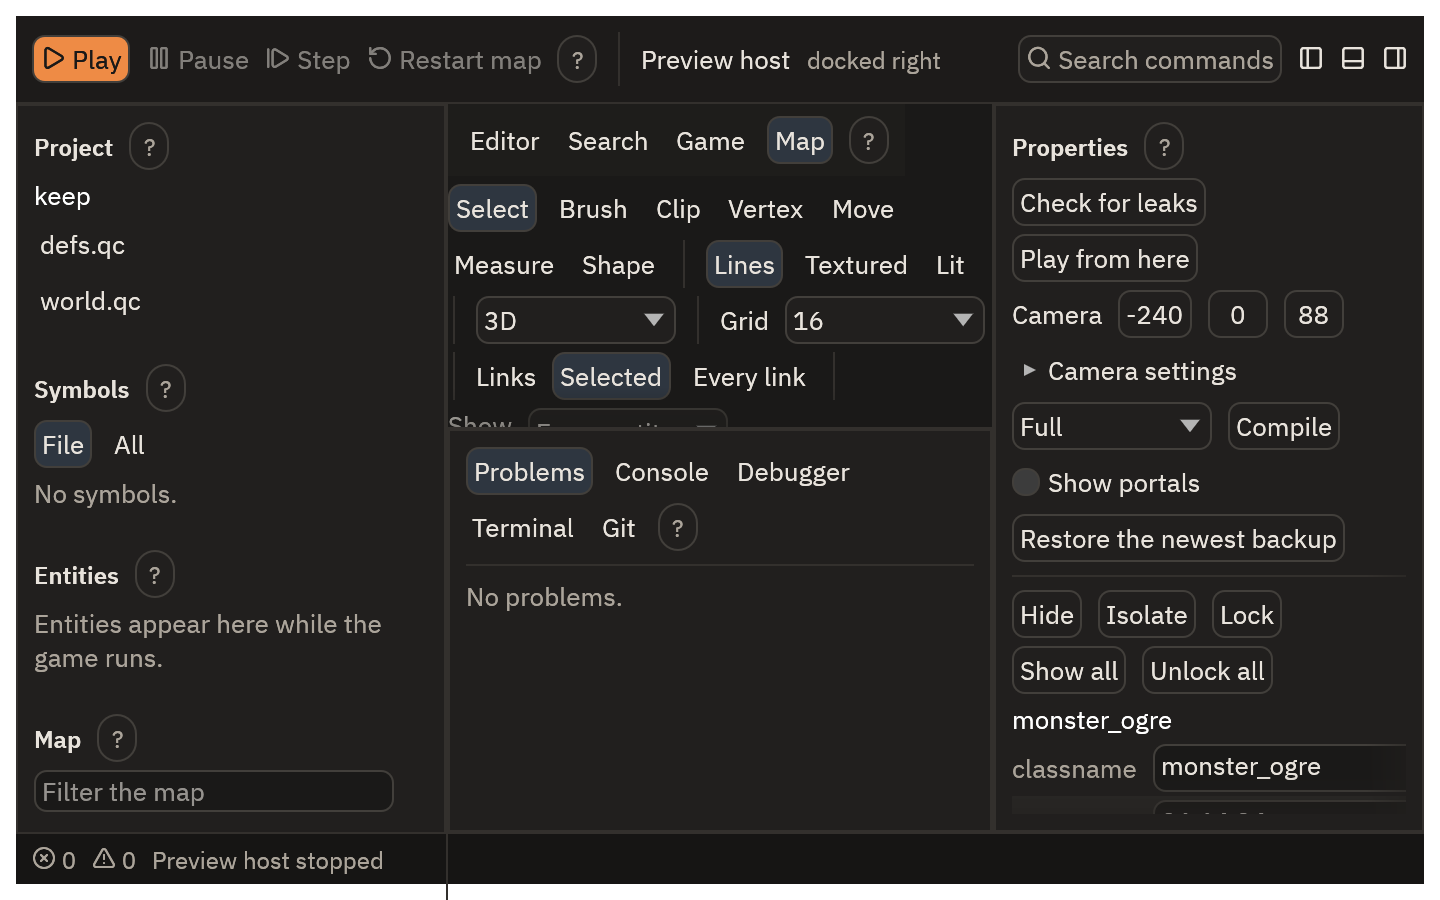 Play Pause Step Restart map ? Preview host docked right Search commands
Project ?
keep
defs.qc
world.qc
Symbols ?
File All
No symbols.
Entities ?
Entities appear here while the
game runs.
Map ?
Filter the map
Editor Search Game Map ?
Select Brush Clip Vertex Move
Measure Shape Lines Textured Lit
3D Grid 16
Links Selected Every link
Show
Problems Console Debugger
Terminal Git ?
No problems.
Properties ?
Check for leaks
Play from here
Camera -240 0 88
Camera settings
Full Compile
Show portals
Restore the newest backup
Hide Isolate Lock
Show all Unlock all
monster_ogre
classname monster_ogre
0 0 Preview host stopped